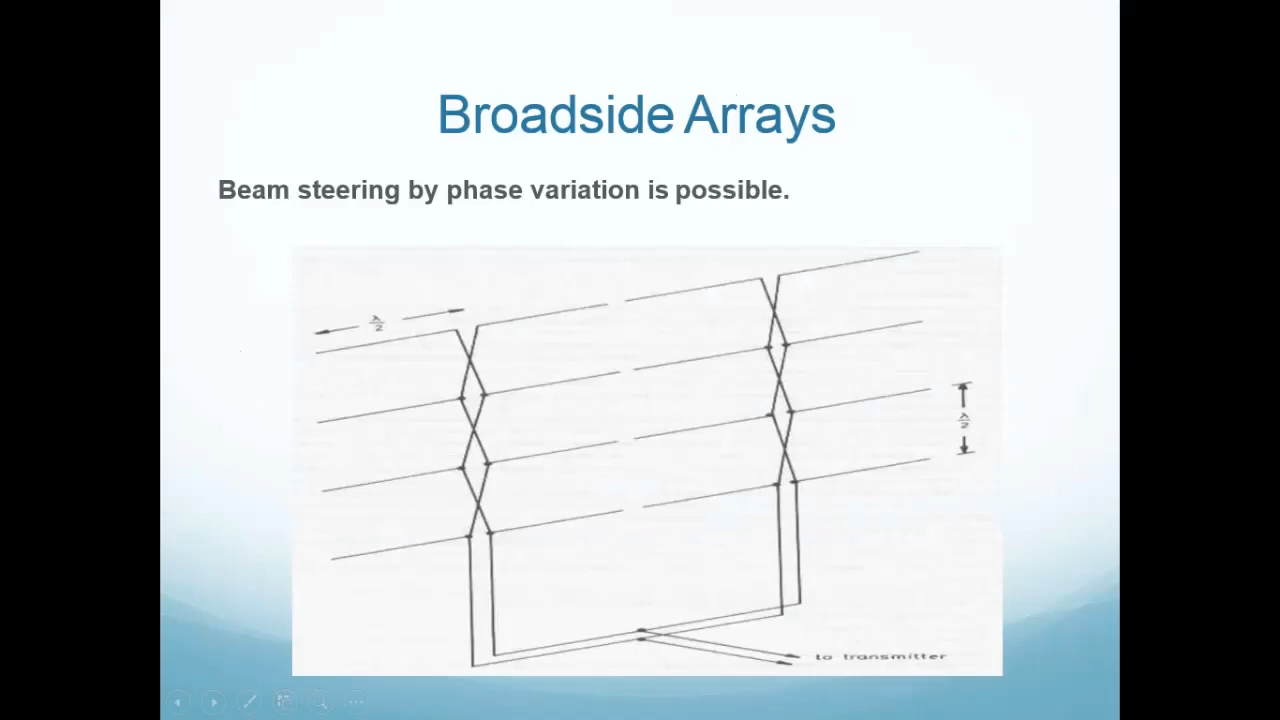 Broadside Arrays
Beam steering by phase variation is possible.
λ
2
λ
2
to transmitter